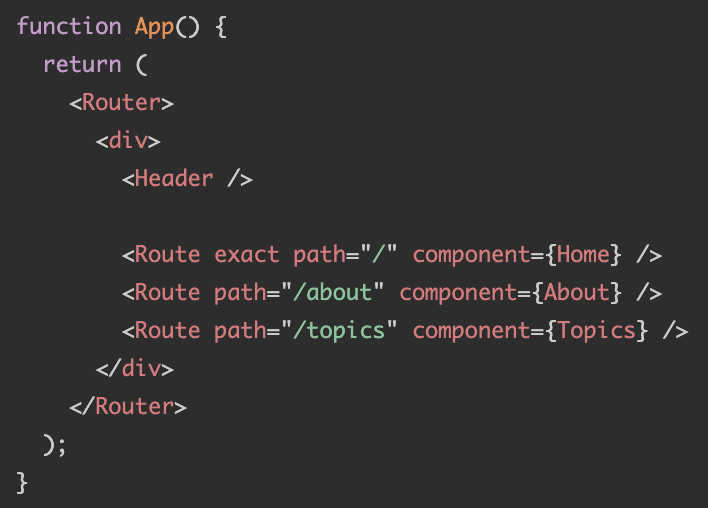 function App() {
  return (
    <Router>
      <div>
        <Header />

        <Route exact path="/" component={Home} />
        <Route path="/about" component={About} />
        <Route path="/topics" component={Topics} />
      </div>
    </Router>
  );
}